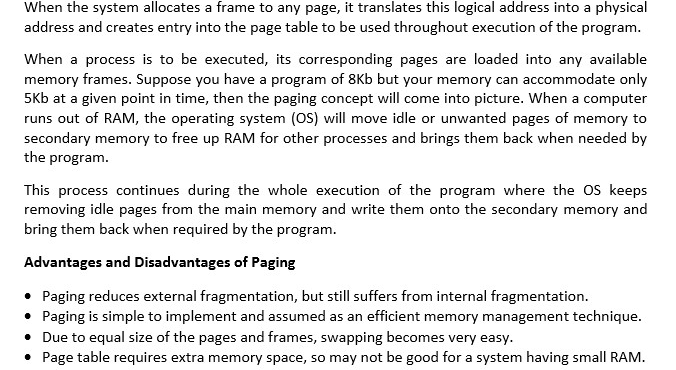 When the system allocates a frame to any page, it translates this logical address into a physical
address and creates entry into the page table to be used throughout execution of the program.
When a process is to be executed, its corresponding pages are loaded into any available
memory frames. Suppose you have a program of 8Kb but your memory can accommodate only
5Kb at a given point in time, then the paging concept will come into picture. When a computer
runs out of RAM, the operating system (OS) will move idle or unwanted pages of memory to
secondary memory to free up RAM for other processes and brings them back when needed by
the program.
This process continues during the whole execution of the program where the OS keeps
removing idle pages from the main memory and write them onto the secondary memory and
bring them back when required by the program.
Advantages and Disadvantages of Paging
• Paging reduces external fragmentation, but still suffers from internal fragmentation.
• Paging is simple to implement and assumed as an efficient memory management technique.
• Due to equal size of the pages and frames, swapping becomes very easy.
• Page table requires extra memory space, so may not be good for a system having small RAM.